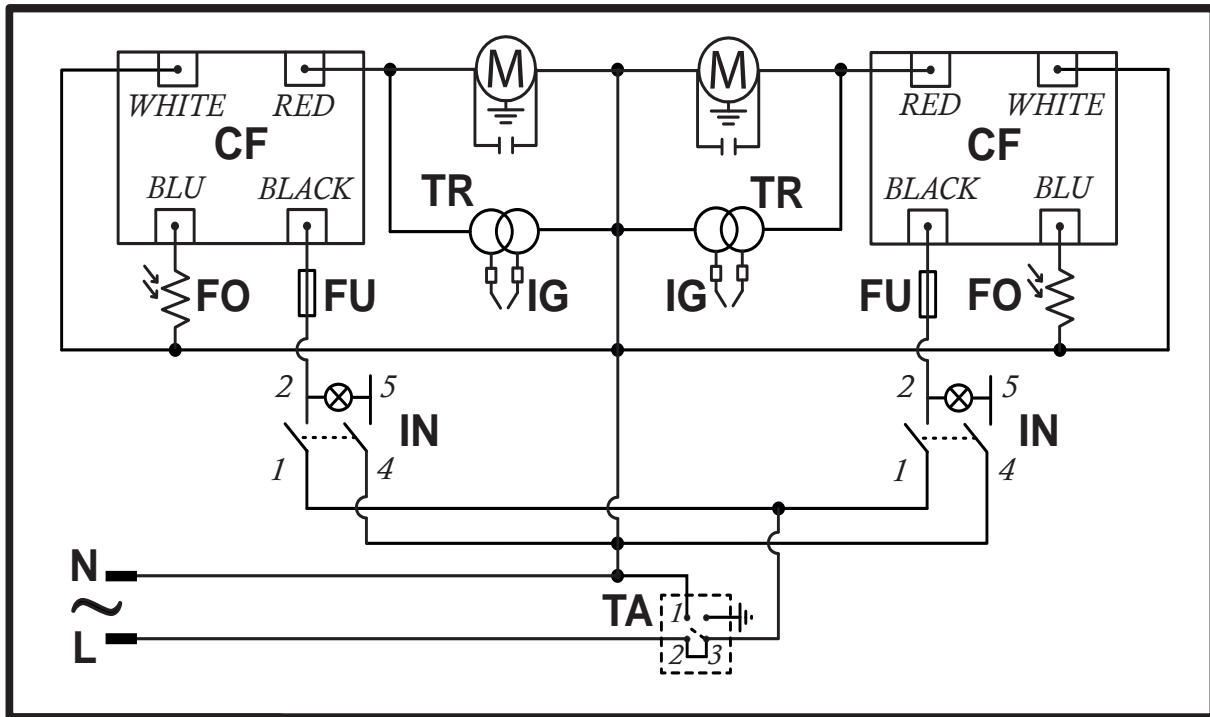 M M
WHITE RED RED WHITE
CF CF
BLU BLACK BLACK BLU
TR TR
FO FU IG IG FU FO
2 5 2 5
IN IN
1 4 1 4
N
TA 1
L
2 3